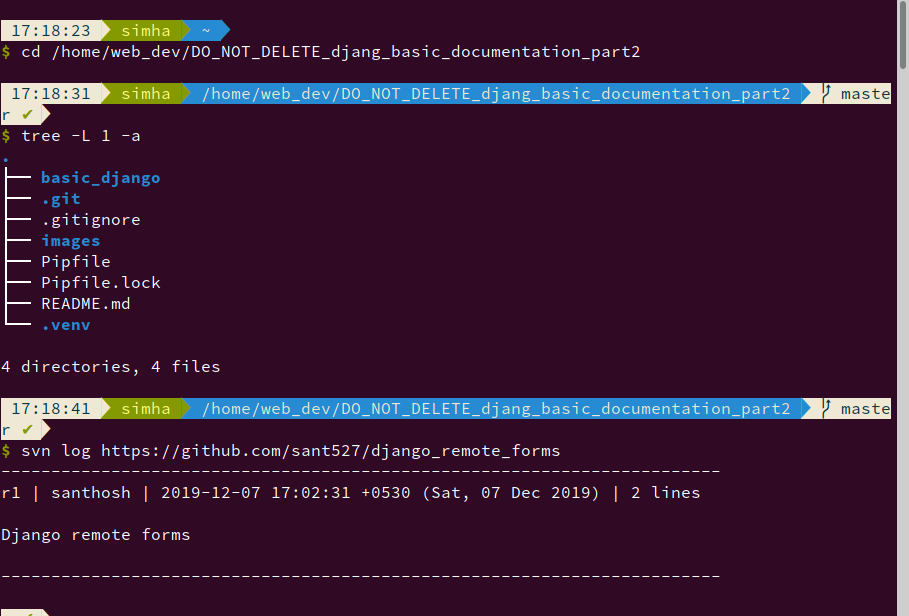 17:18:23 simha ~
$ cd /home/web_dev/DO_NOT_DELETE_djang_basic_documentation_part2
17:18:31 simha /home/web_dev/DO_NOT_DELETE_djang_basic_documentation_part2 maste
r ✔
$ tree -L 1 -a
.
├── basic_django
├── .git
├── .gitignore
├── images
├── Pipfile
├── Pipfile.lock
├── README.md
└── .venv
4 directories, 4 files
17:18:41 simha /home/web_dev/DO_NOT_DELETE_djang_basic_documentation_part2 maste
r ✔
$ svn log https://github.com/sant527/django_remote_forms
------------------------------------------------------------------------
r1 | santhosh | 2019-12-07 17:02:31 +0530 (Sat, 07 Dec 2019) | 2 lines
Django remote forms
------------------------------------------------------------------------